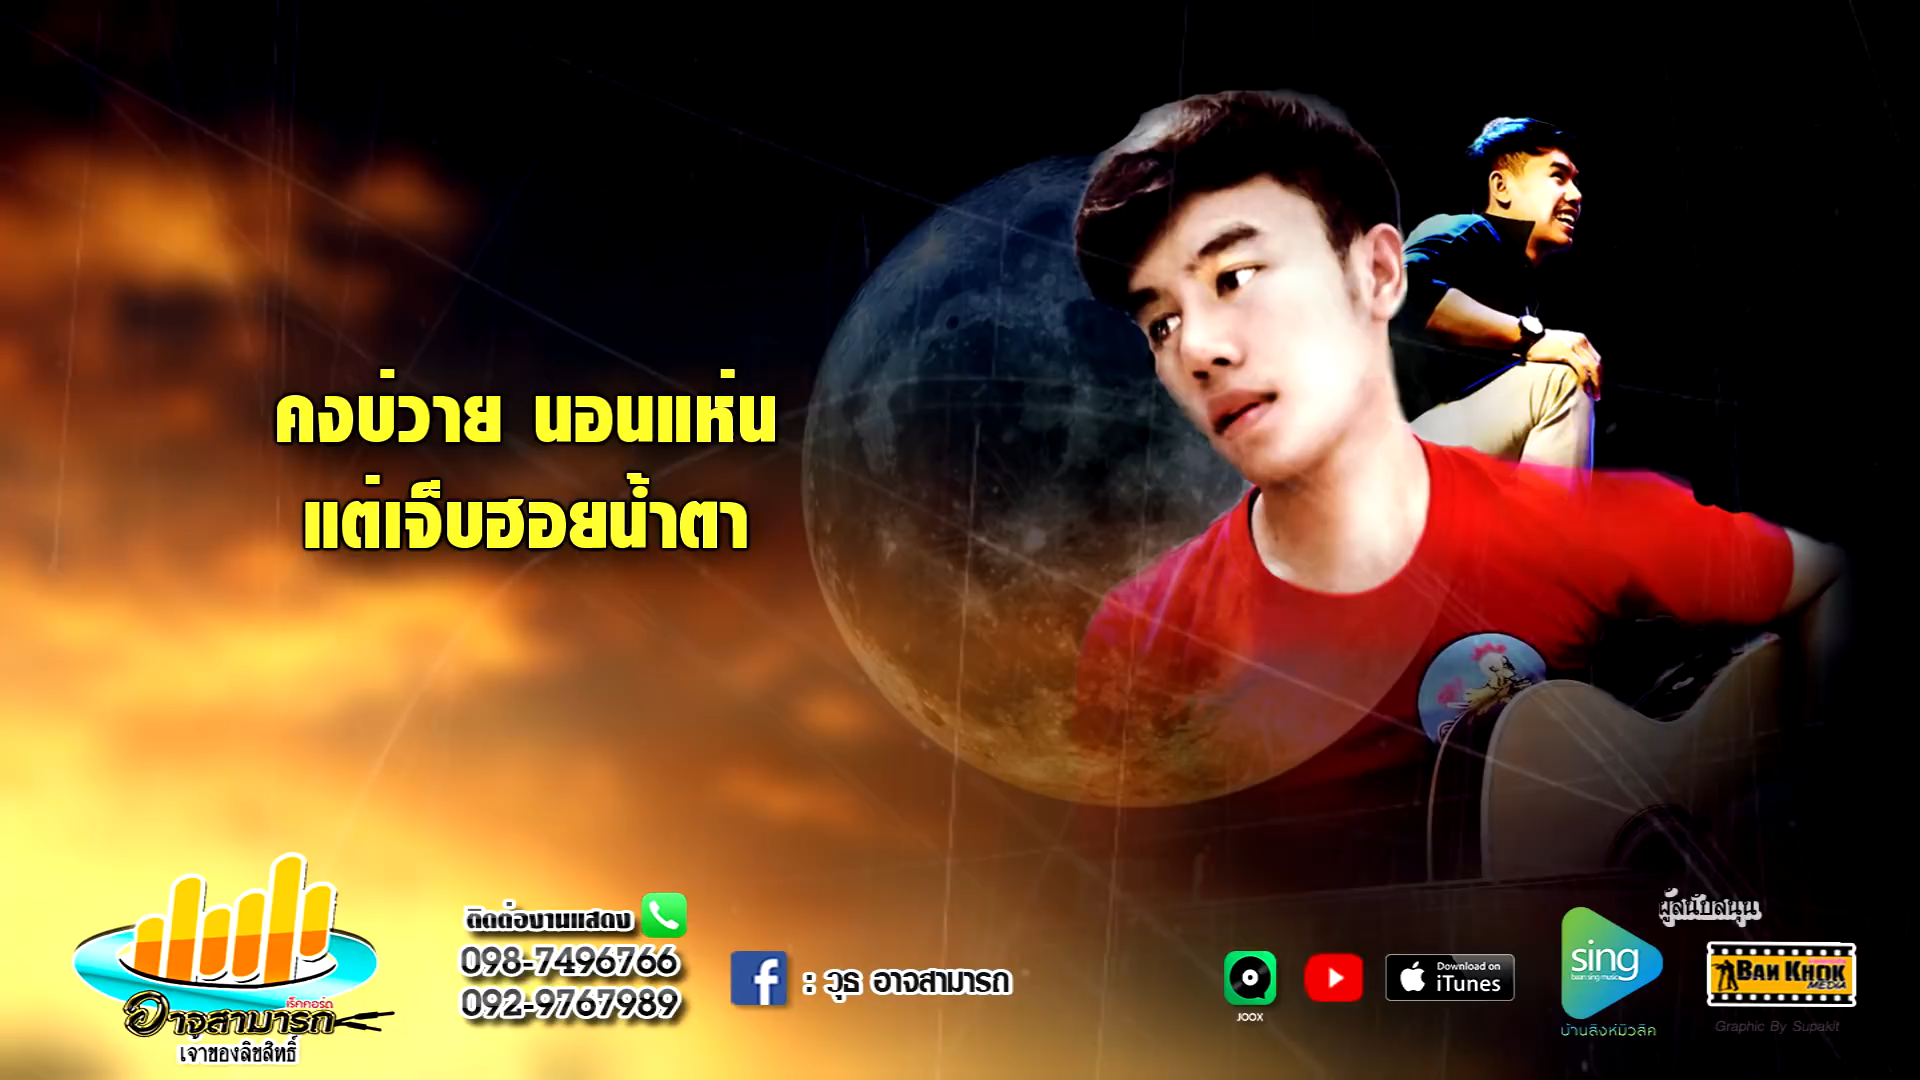 คงบ่วาย นอนแห่น
แต่เจ็บฮอยน้ำตา
เร็คคอร์ด
อาจสามารถ
เจ้าของลิขสิทธิ์
ติดต่องานแสดง
098-7496766
092-9767989
: วุธ อาจสามารถ
JOOX
Download on
iTunes
ผู้สนับสนุน
sing
baan sing music
บ้านสิงห์มิวสิค
BAN KHOK
MEDIA
Graphic By Supakit